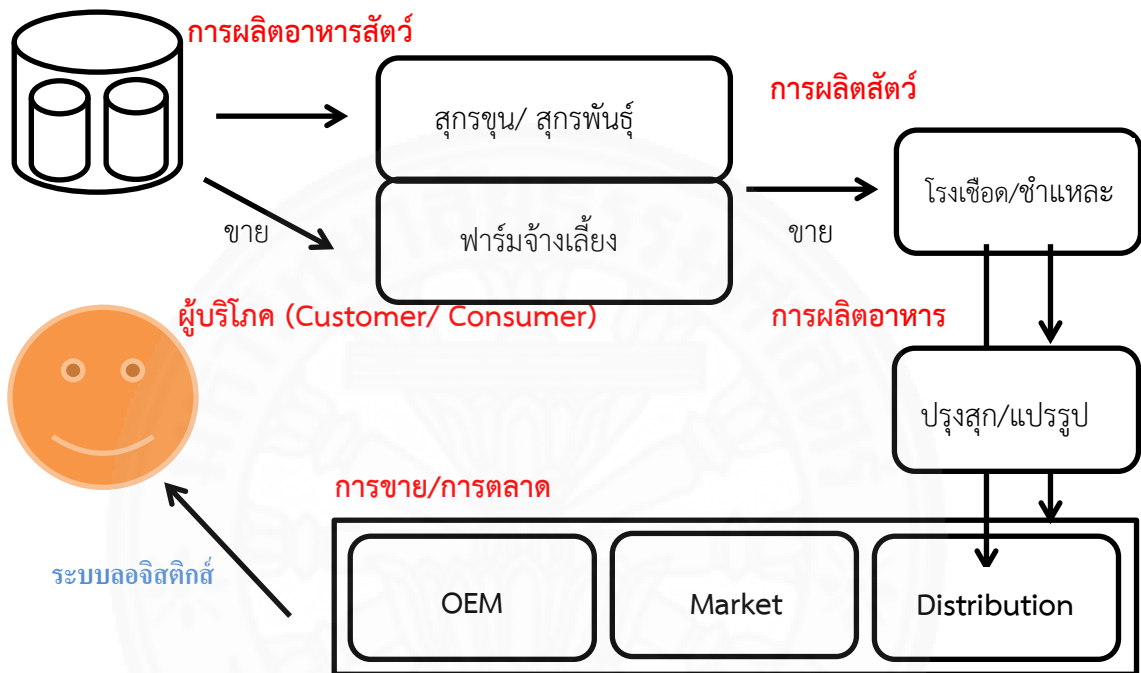 การผลิตอาหารสัตว์
สุกรขุน/ สุกรพันธุ์
การผลิตสัตว์
โรงเชือด/ชำแหละ
ขาย
ฟาร์มจ้างเลี้ยง
ขาย
ผู้บริโภค (Customer/ Consumer)
การผลิตอาหาร
ปรุงสุก/แปรรูป
การขาย/การตลาด
ระบบลอจิสติกส์
OEM
Market
Distribution